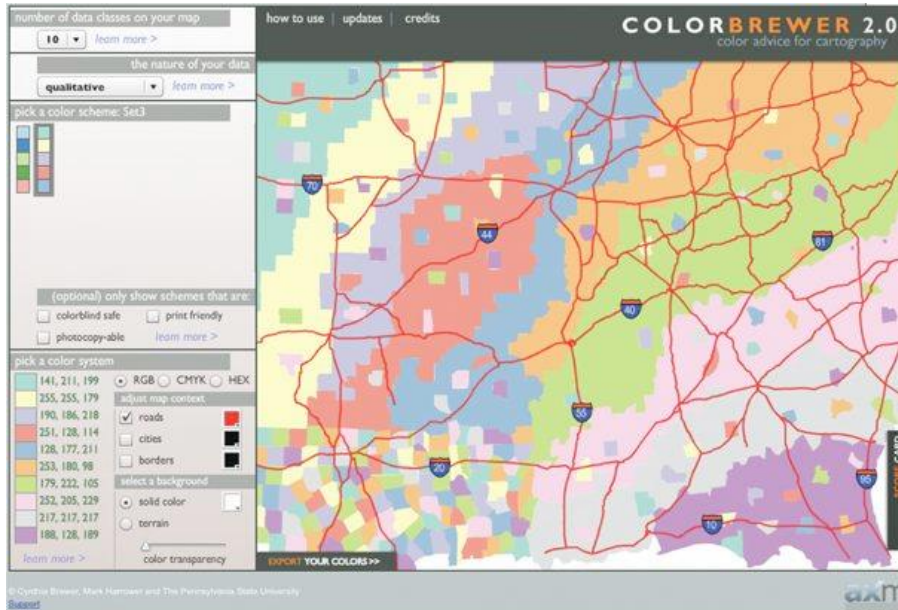 number of data classes on your map
10
learn more >
the nature of your data
qualitative
learn more >
pick a color scheme: Set3
(optional) only show schemes that are:
colorblind safe
print friendly
photocopy-able
learn more >
pick a color system
141, 211, 199
255, 255, 179
190, 186, 218
251, 128, 114
128, 177, 211
253, 180, 98
179, 222, 105
252, 205, 229
217, 217, 217
188, 128, 189
learn more >
RGB
CMYK
HEX
adjust map context
roads
cities
borders
select a background
solid color
terrain
color transparency
how to use | updates | credits
COLORBREWER 2.0
color advice for cartography
70
44
81
40
55
20
95
10
SCORE CARD
EXPORT YOUR COLORS >>
© Cynthia Brewer, Mark Harrower and The Pennsylvania State University
Support
axm